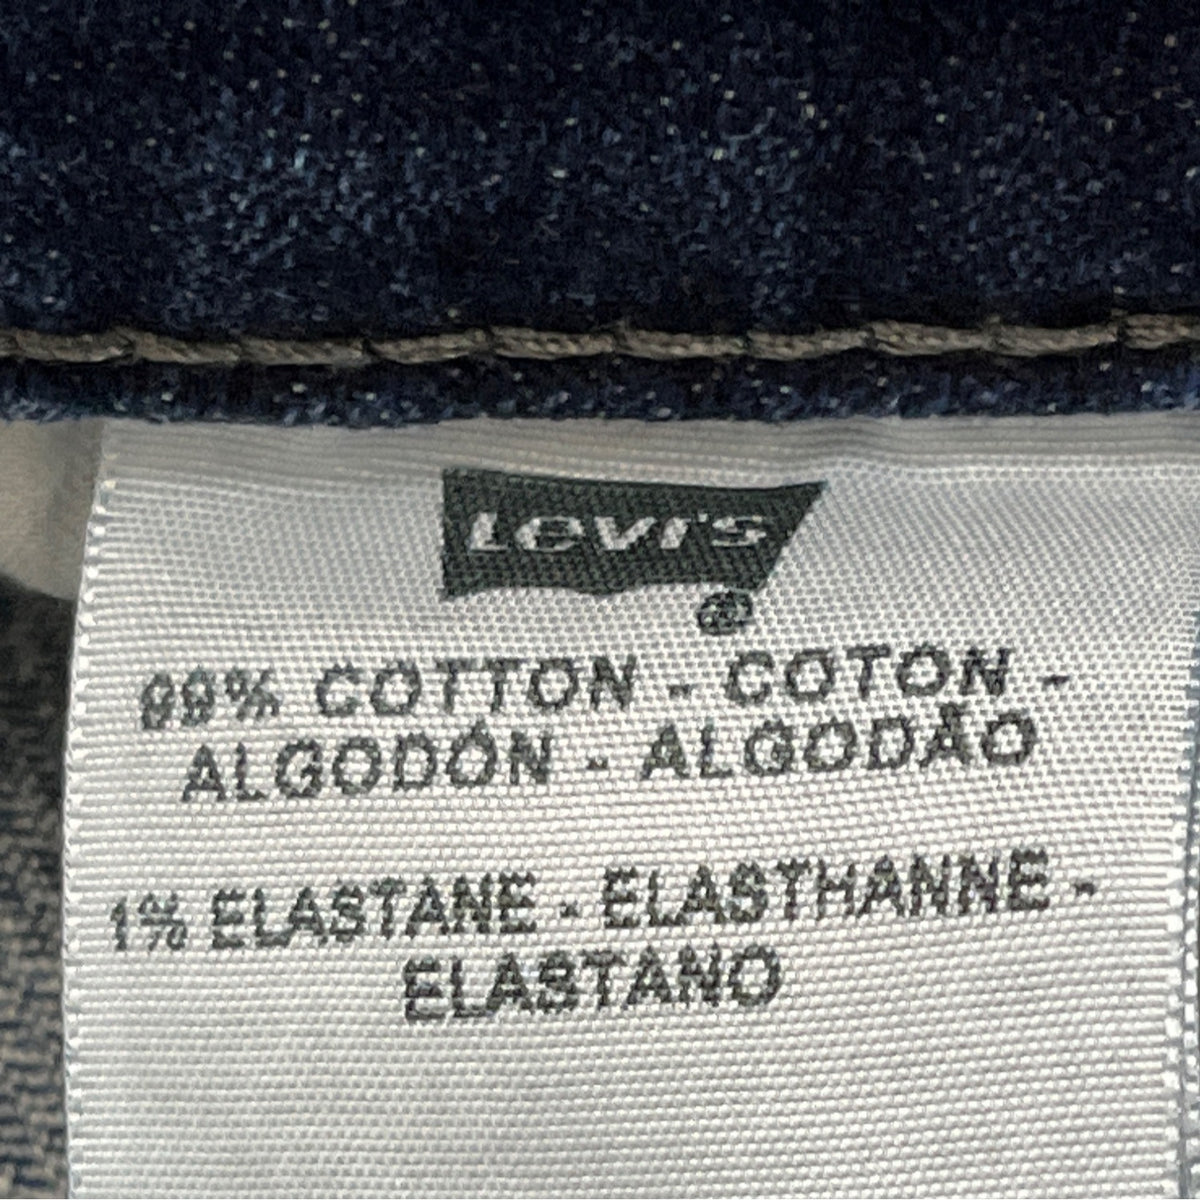 Levi's
®
99% COTTON - COTON -
ALGODÓN - ALGODÃO
1% ELASTANE - ELASTHANNE -
ELASTANO